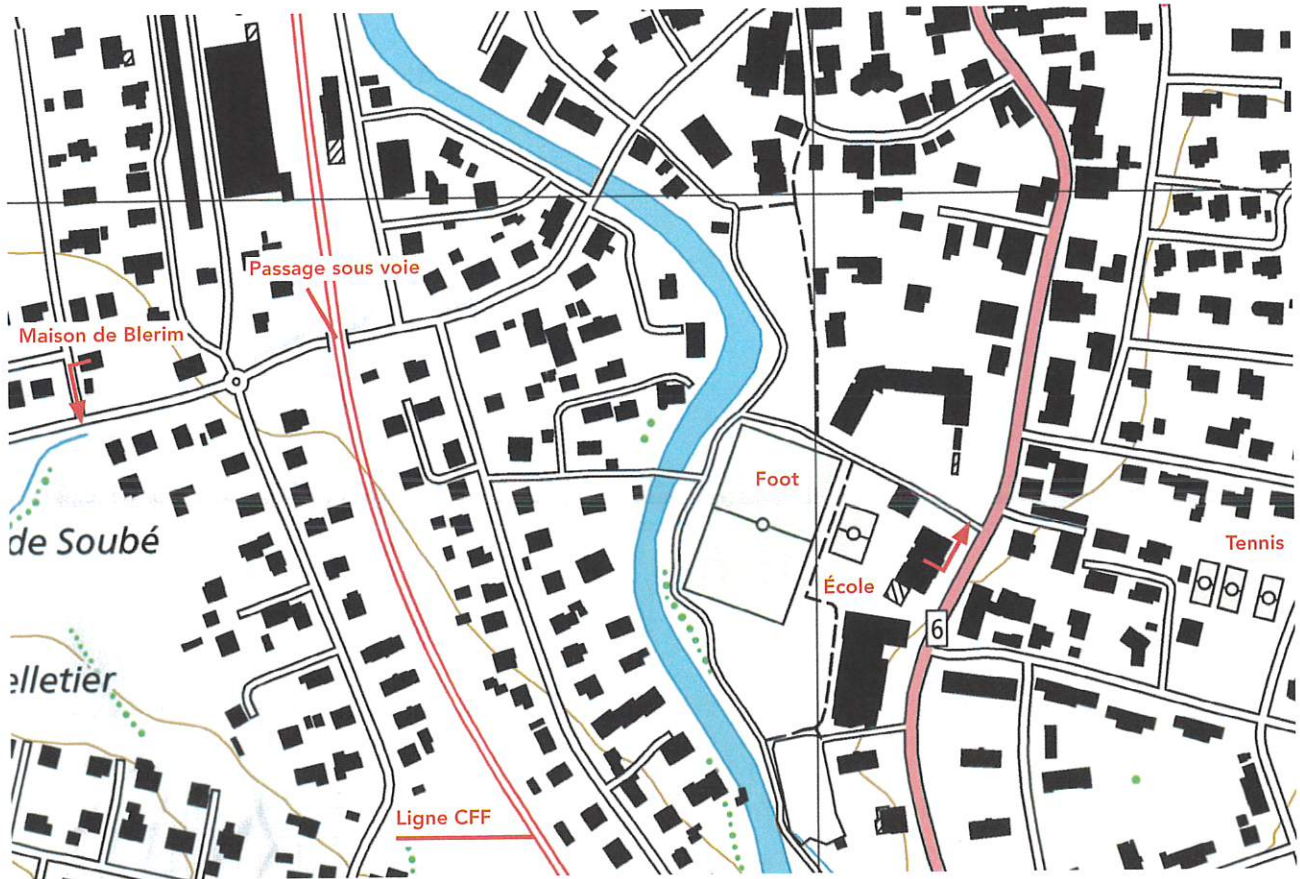 Passage sous voie
Maison de Blerim
Foot
de Soubé
Tennis
École
6
elletier
Ligne CFF